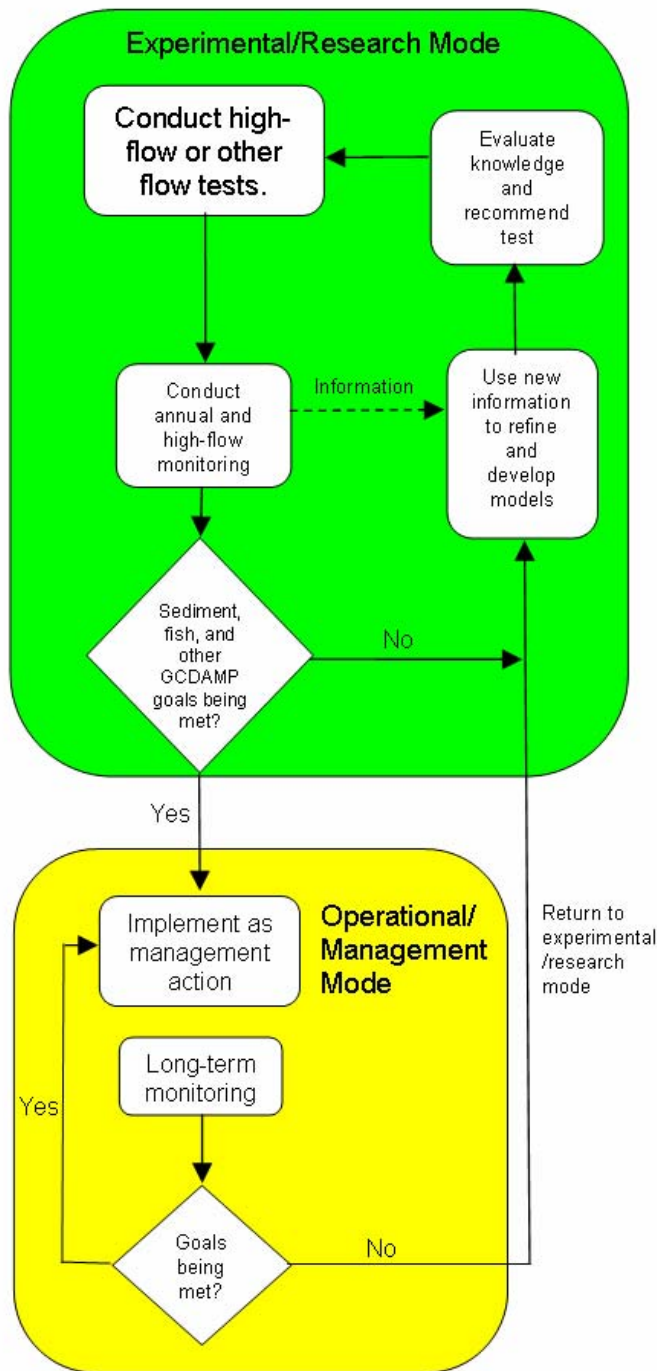 Experimental/Research Mode
Conduct high-
flow or other
flow tests.
Evaluate
knowledge
and
recommend
test
Conduct
annual and
high-flow
monitoring
Information
Use new
information
to refine
and
develop
models
Sediment,
fish, and
other
GCDAMP
goals being
met?
No
Yes
Implement as
management
action
Operational/
Management
Mode
Return to
experimental
/research
mode
Long-term
monitoring
Yes
Goals
being
met?
No